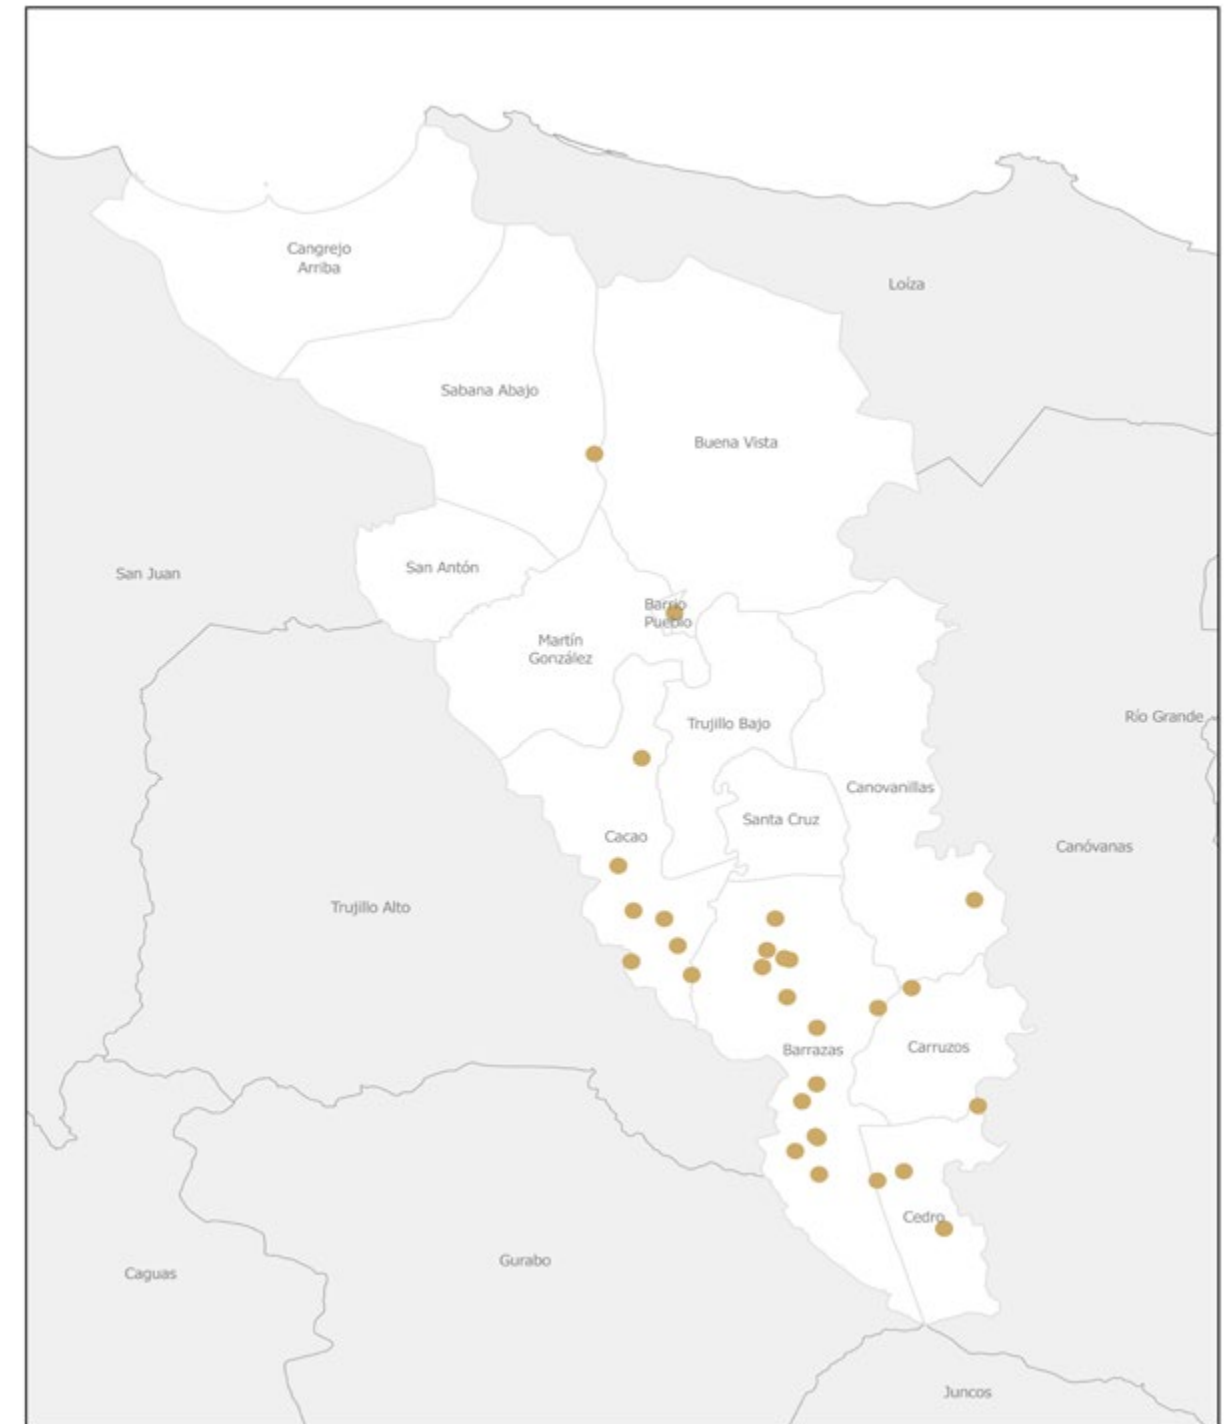 Cangrejo
Arriba
Loíza
Sabana Abajo
Buena Vista
San Antón
San Juan
Barrio
Pueblo
Martín
González
Río Grande
Trujillo Bajo
Canovanillas
Santa Cruz
Cacao
Canóvanas
Trujillo Alto
Carruzos
Barrazas
Cedro
Gurabo
Caguas
Juncos